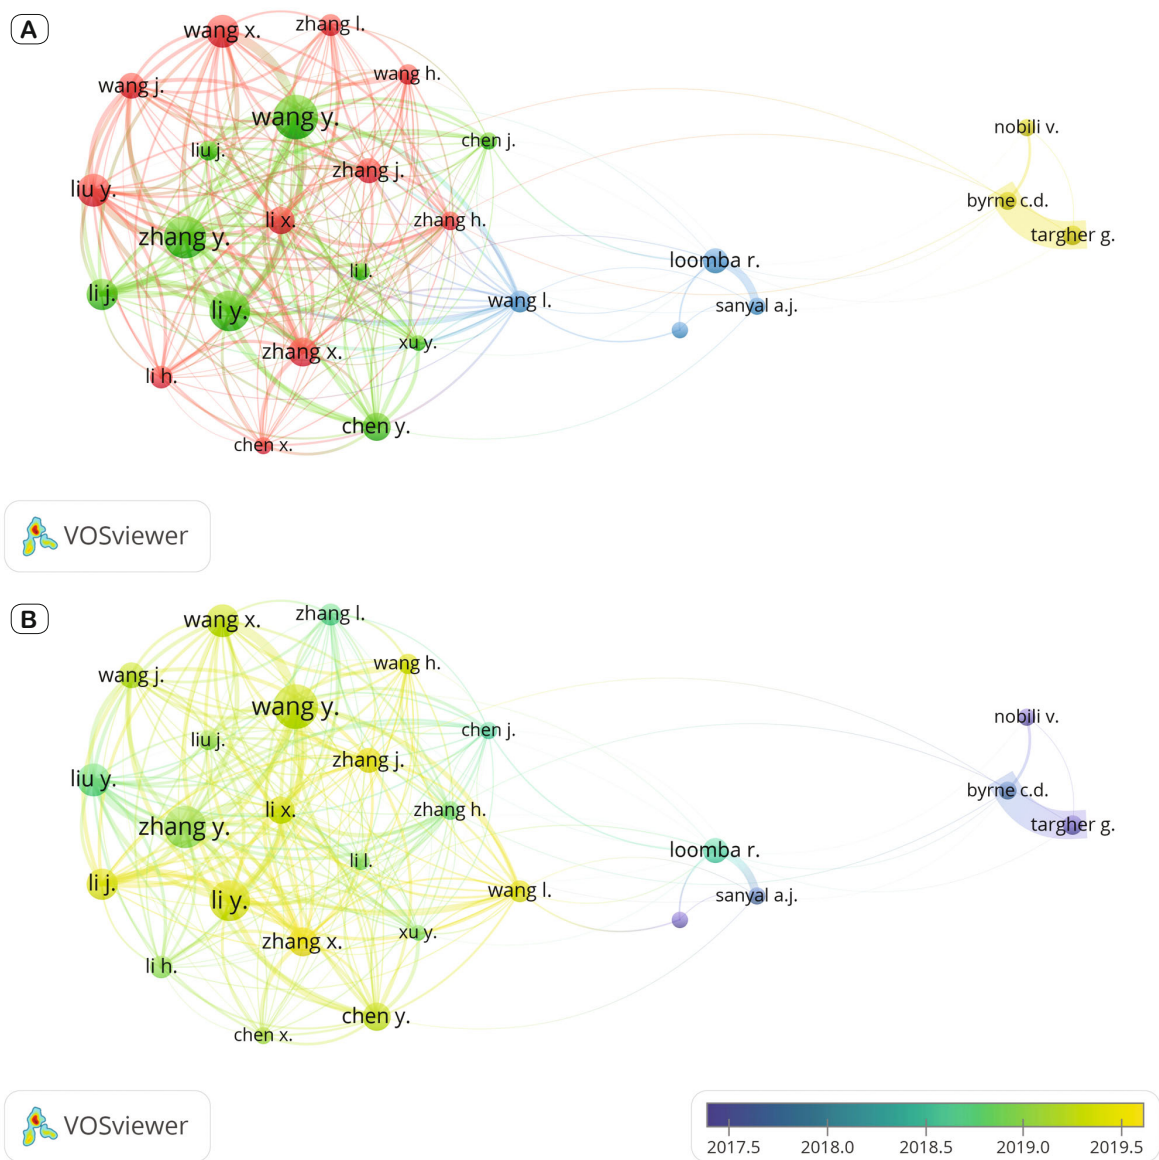 A
wang x.
zhang l.
wang j.
wang h.
wang y.
chen j.
nobili v.
liu j.
zhang j.
liu y.
byrne c.d.
li x.
zhang h.
zhang y.
targher g.
loomba r.
li l.
li j.
wang l.
sanyal a.j.
li y.
xu y.
zhang x.
li h.
chen y.
chen x.
VOSviewer
B
wang x.
zhang l.
wang j.
wang h.
wang y.
nobili v.
chen j.
liu j.
zhang j.
liu y.
byrne c.d.
li x.
zhang h.
zhang y.
targher g.
loomba r.
li l.
li j.
wang l.
sanyal a.j.
li y.
xu y.
zhang x.
li h.
chen y.
chen x.
VOSviewer
2017.5 2018.0 2018.5 2019.0 2019.5